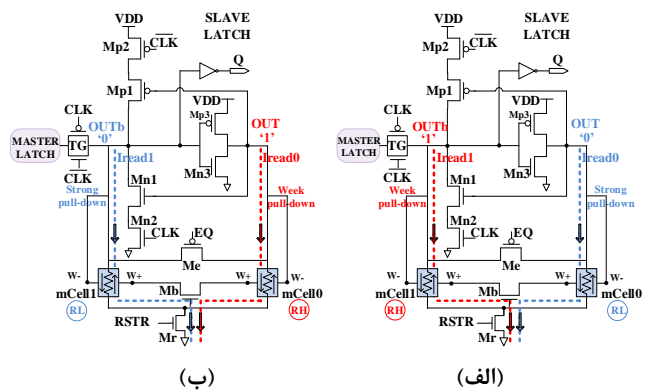 VDD
SLAVE
LATCH
CLK
Mp2
Q
Mp1
VDD
CLK
OUTb
OUT
Mp3
'0'
'1'
MASTER
LATCH
TG
Iread1
Iread0
CLK
Mn3
Strong
pull-down
Mn1
Week
pull-down
Mn2
CLK
EQ
Me
W-
W+
W+
W-
mCell1
Mb
mCell0
RL
RH
RSTR
Mr
(ب)
VDD
SLAVE
LATCH
CLK
Mp2
Q
Mp1
VDD
CLK
OUTb
OUT
Mp3
'1'
'0'
MASTER
LATCH
TG
Iread1
Iread0
CLK
Mn3
Week
pull-down
Mn1
Strong
pull-down
Mn2
CLK
EQ
Me
W-
W+
W+
W-
mCell1
Mb
mCell0
RH
RL
RSTR
Mr
(الف)